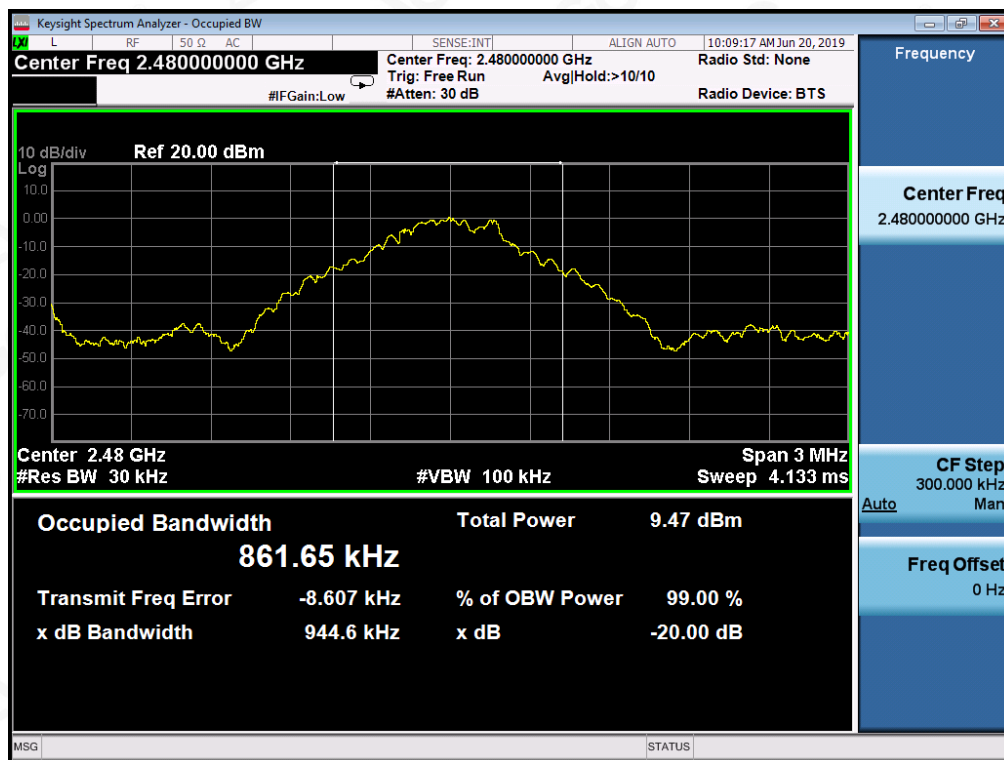 Keysight Spectrum Analyzer - Occupied BW
LXI L RF 50 Ω AC SENSE:INT ALIGN AUTO 10:09:17 AM Jun 20, 2019
Center Freq 2.480000000 GHz
Center Freq: 2.480000000 GHz Radio Std: None
Trig: Free Run Avg|Hold:>10/10
#IFGain:Low #Atten: 30 dB Radio Device: BTS
Frequency
10 dB/div Ref 20.00 dBm
Log
10.0
0.00
-10.0
-20.0
-30.0
-40.0
-50.0
-60.0
-70.0
Center 2.48 GHz Span 3 MHz
#Res BW 30 kHz #VBW 100 kHz Sweep 4.133 ms
Center Freq
2.480000000 GHz
CF Step
300.000 kHz
Auto Man
Freq Offset
0 Hz
Occupied Bandwidth Total Power 9.47 dBm
861.65 kHz
Transmit Freq Error -8.607 kHz % of OBW Power 99.00 %
x dB Bandwidth 944.6 kHz x dB -20.00 dB
MSG STATUS